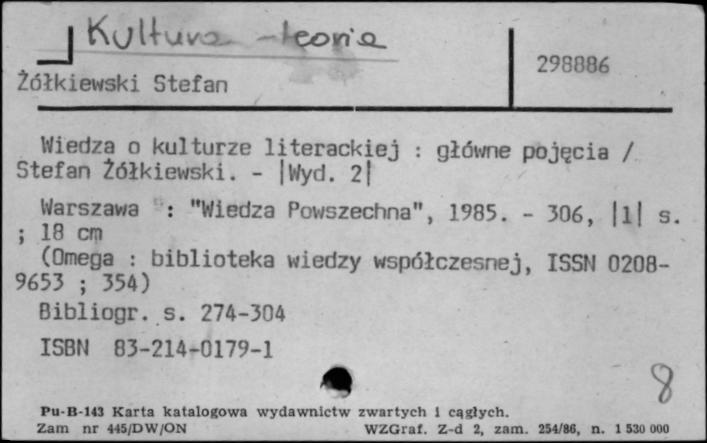 Kultura - teoria
298886
Żółkiewski Stefan
Wiedza o kulturze literackiej : główne pojęcia /
Stefan Żółkiewski. - |Wyd. 2|
Warszawa : "Wiedza Powszechna", 1985. - 306, |1| s.
; 18 cm
(Omega : biblioteka wiedzy współczesnej, ISSN 0208-
9653 ; 354)
Bibliogr. s. 274-304
ISBN 83-214-0179-1
8
Pu-B-143 Karta katalogowa wydawnictw zwartych i cągłych.
Zam nr 445/DW/ON WZGraf. Z-d 2, zam. 254/86, n. 1 530 000